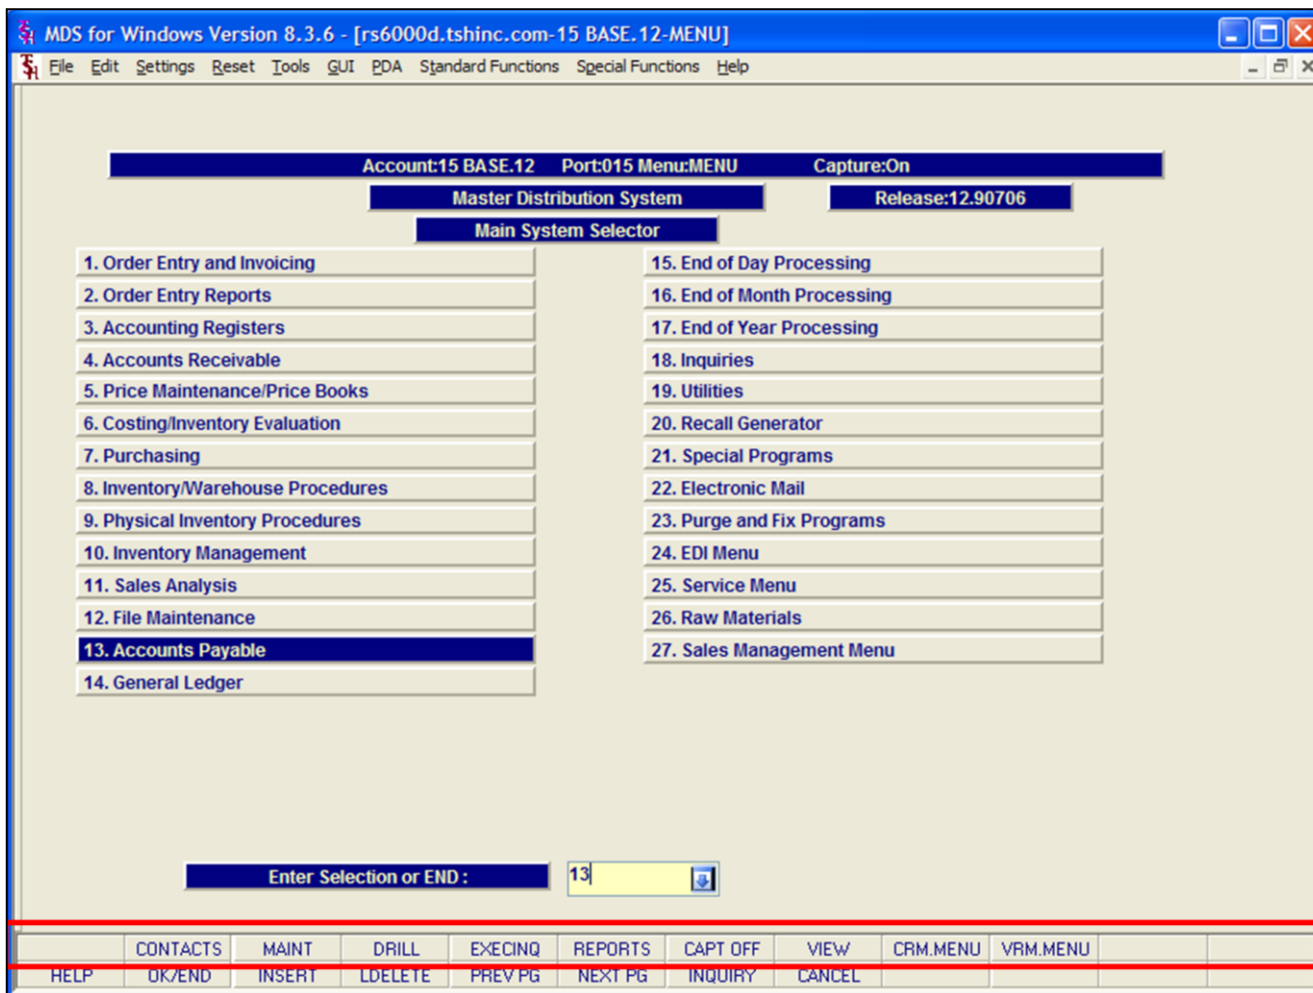 MDS for Windows Version 8.3.6 - [rs6000d.tshinc.com-15 BASE.12-MENU]
File Edit Settings Reset Tools GUI PDA Standard Functions Special Functions Help
Account:15 BASE.12 Port:015 Menu:MENU Capture:On
Master Distribution System Release:12.90706
Main System Selector
1. Order Entry and Invoicing
2. Order Entry Reports
3. Accounting Registers
4. Accounts Receivable
5. Price Maintenance/Price Books
6. Costing/Inventory Evaluation
7. Purchasing
8. Inventory/Warehouse Procedures
9. Physical Inventory Procedures
10. Inventory Management
11. Sales Analysis
12. File Maintenance
13. Accounts Payable
14. General Ledger
15. End of Day Processing
16. End of Month Processing
17. End of Year Processing
18. Inquiries
19. Utilities
20. Recall Generator
21. Special Programs
22. Electronic Mail
23. Purge and Fix Programs
24. EDI Menu
25. Service Menu
26. Raw Materials
27. Sales Management Menu
Enter Selection or END : 13
CONTACTS MAINT DRILL EXECINQ REPORTS CAPT OFF VIEW CRM.MENU VRM.MENU
HELP OK/END INSERT LDELETE PREV PG NEXT PG INQUIRY CANCEL